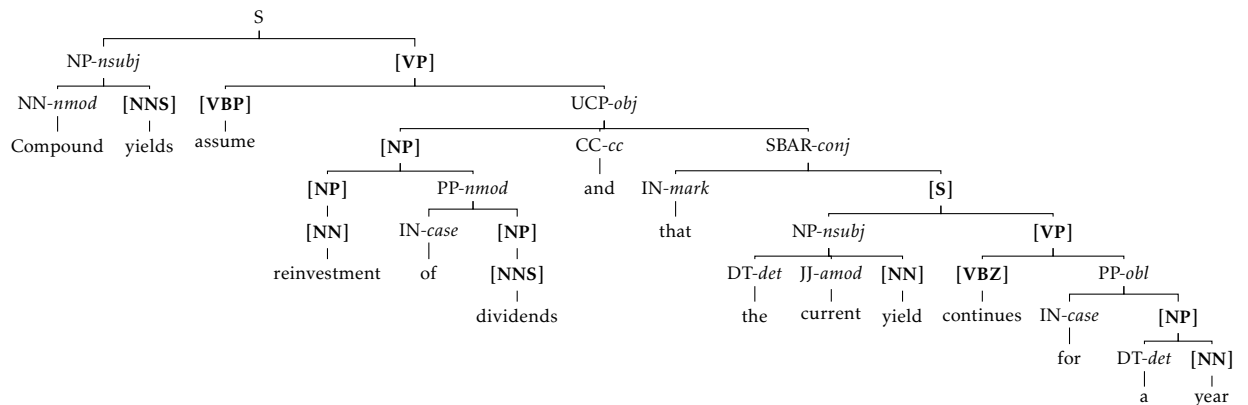 S
NP-nsubj [VP]
NN-nmod [NNS] [VBP] UCP-obj
Compound yields assume [NP] CC-cc SBAR-conj
[NP] PP-nmod and IN-mark [S]
[NN] IN-case [NP] that NP-nsubj [VP]
reinvestment of [NNS] DT-det JJ-amod [NN] [VBZ] PP-obl
dividends the current yield continues IN-case [NP]
for DT-det [NN]
a year